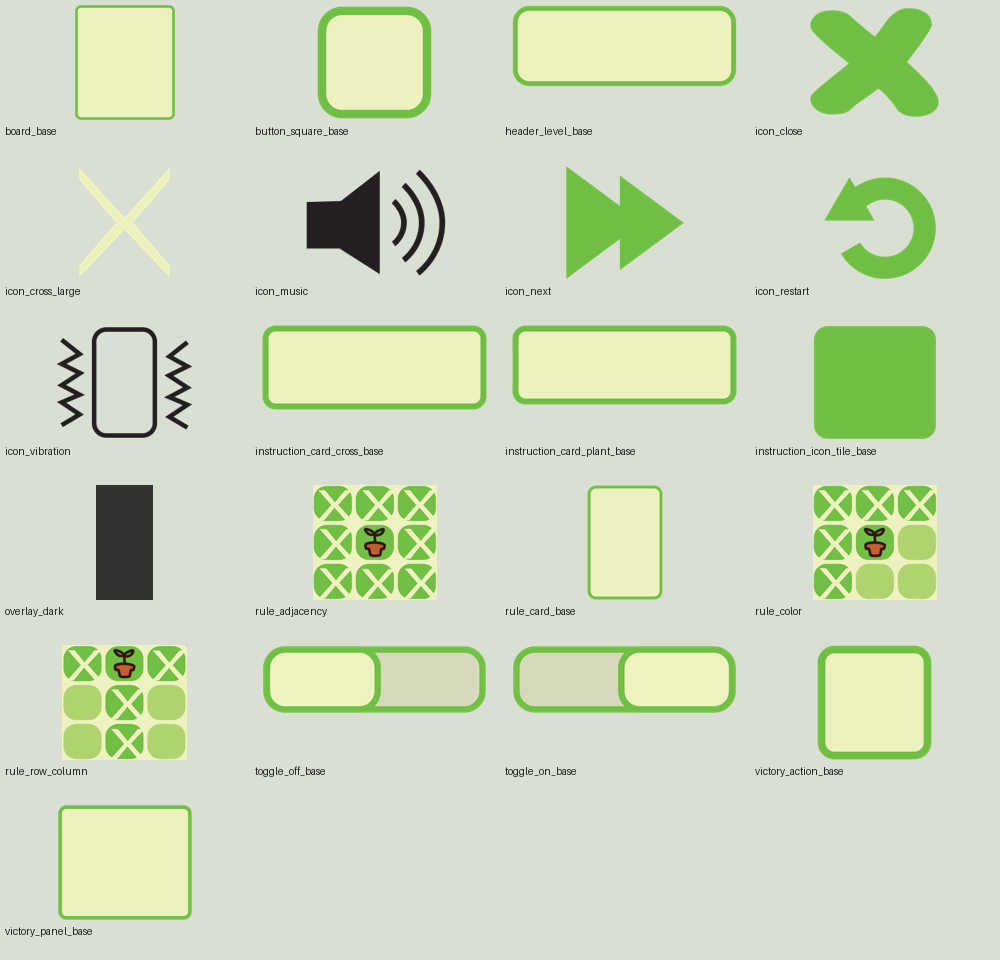 board_base
button_square_base
header_level_base
icon_close
icon_cross_large
icon_music
icon_next
icon_restart
icon_vibration
instruction_card_cross_base
instruction_card_plant_base
instruction_icon_tile_base
overlay_dark
rule_adjacency
rule_card_base
rule_color
rule_row_column
toggle_off_base
toggle_on_base
victory_action_base
victory_panel_base